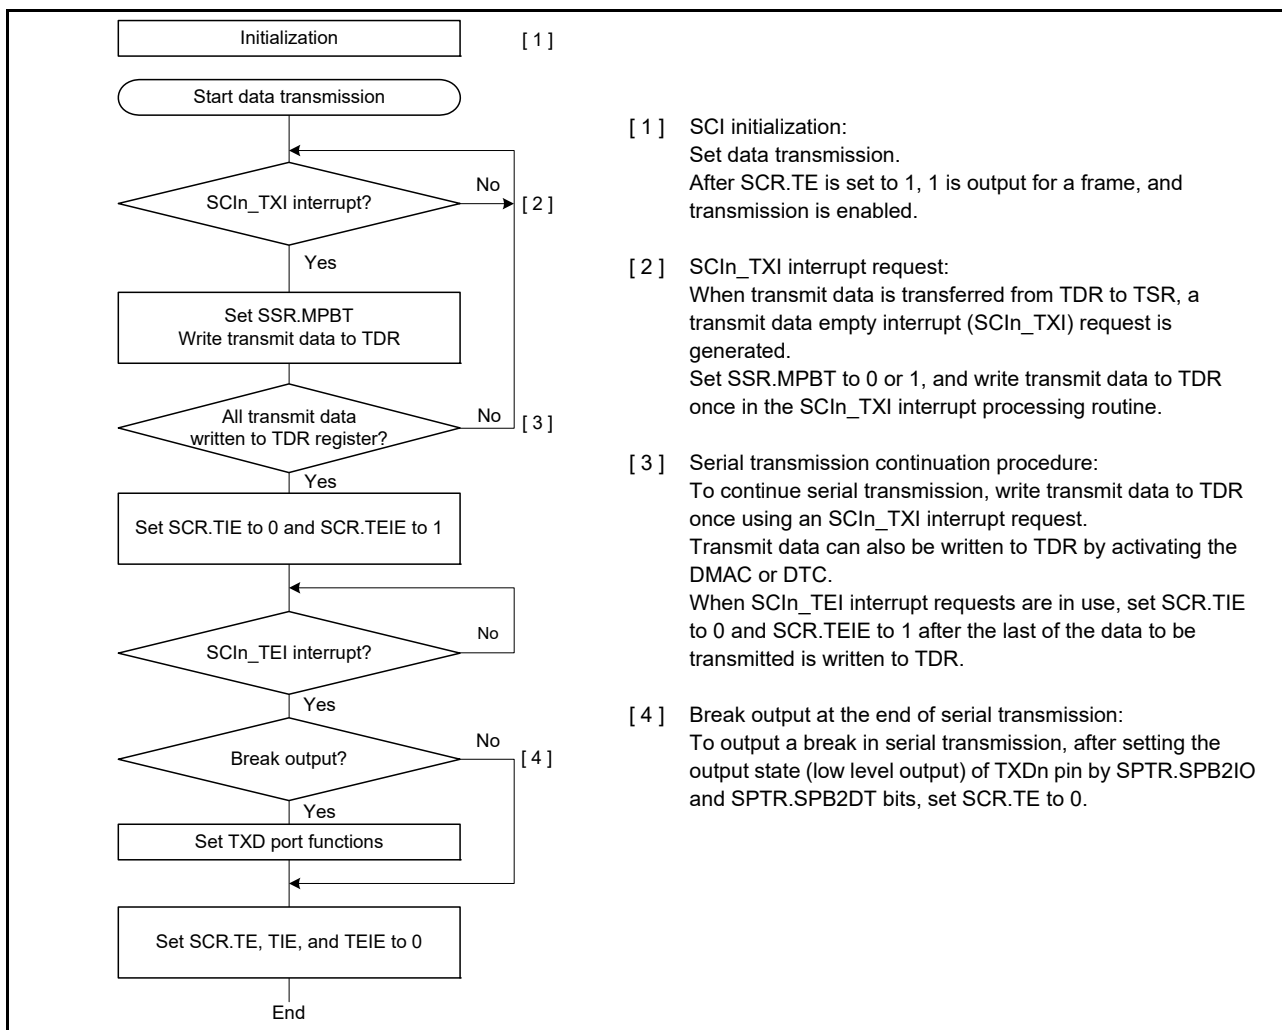 Initialization
[ 1 ]
Start data transmission
SCIn_TXI interrupt?
No
[ 2 ]
Yes
Set SSR.MPBT
Write transmit data to TDR
All transmit data
written to TDR register?
No
[ 3 ]
Yes
Set SCR.TIE to 0 and SCR.TEIE to 1
SCIn_TEI interrupt?
No
Yes
Break output?
No
[ 4 ]
Yes
Set TXD port functions
Set SCR.TE, TIE, and TEIE to 0
End
[ 1 ] SCI initialization:
Set data transmission.
After SCR.TE is set to 1, 1 is output for a frame, and
transmission is enabled.
[ 2 ] SCIn_TXI interrupt request:
When transmit data is transferred from TDR to TSR, a
transmit data empty interrupt (SCIn_TXI) request is
generated.
Set SSR.MPBT to 0 or 1, and write transmit data to TDR
once in the SCIn_TXI interrupt processing routine.
[ 3 ] Serial transmission continuation procedure:
To continue serial transmission, write transmit data to TDR
once using an SCIn_TXI interrupt request.
Transmit data can also be written to TDR by activating the
DMAC or DTC.
When SCIn_TEI interrupt requests are in use, set SCR.TIE
to 0 and SCR.TEIE to 1 after the last of the data to be
transmitted is written to TDR.
[ 4 ] Break output at the end of serial transmission:
To output a break in serial transmission, after setting the
output state (low level output) of TXDn pin by SPTR.SPB2IO
and SPTR.SPB2DT bits, set SCR.TE to 0.